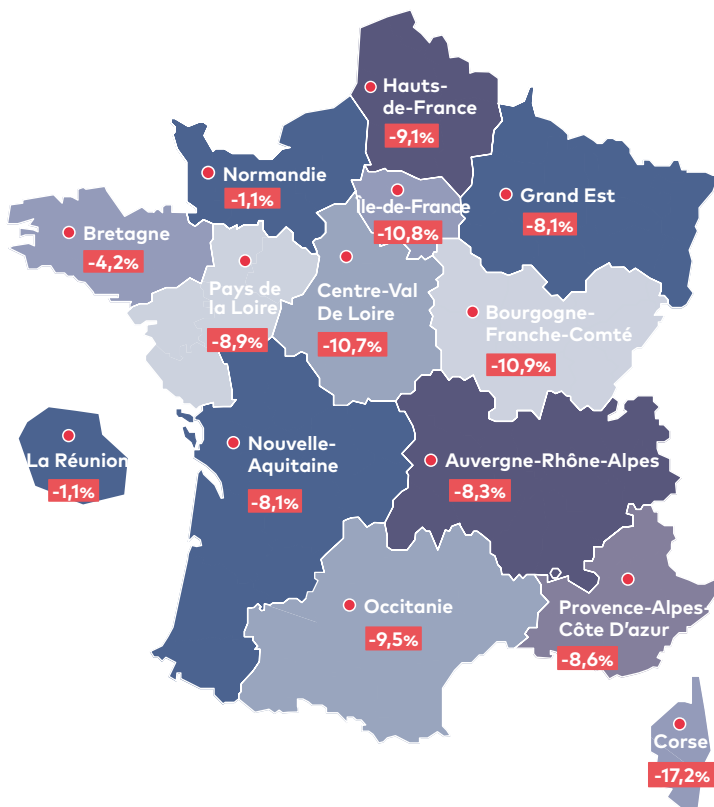 Hauts-
de-France
-9,1%
Normandie
-1,1%
Île-de-France
-10,8%
Grand Est
-8,1%
Bretagne
-4,2%
Pays de
la Loire
-8,9%
Centre-Val
De Loire
-10,7%
Bourgogne-
Franche-Comté
-10,9%
La Réunion
-1,1%
Nouvelle-
Aquitaine
-8,1%
Auvergne-Rhône-Alpes
-8,3%
Occitanie
-9,5%
Provence-Alpes-
Côte D'azur
-8,6%
Corse
-17,2%